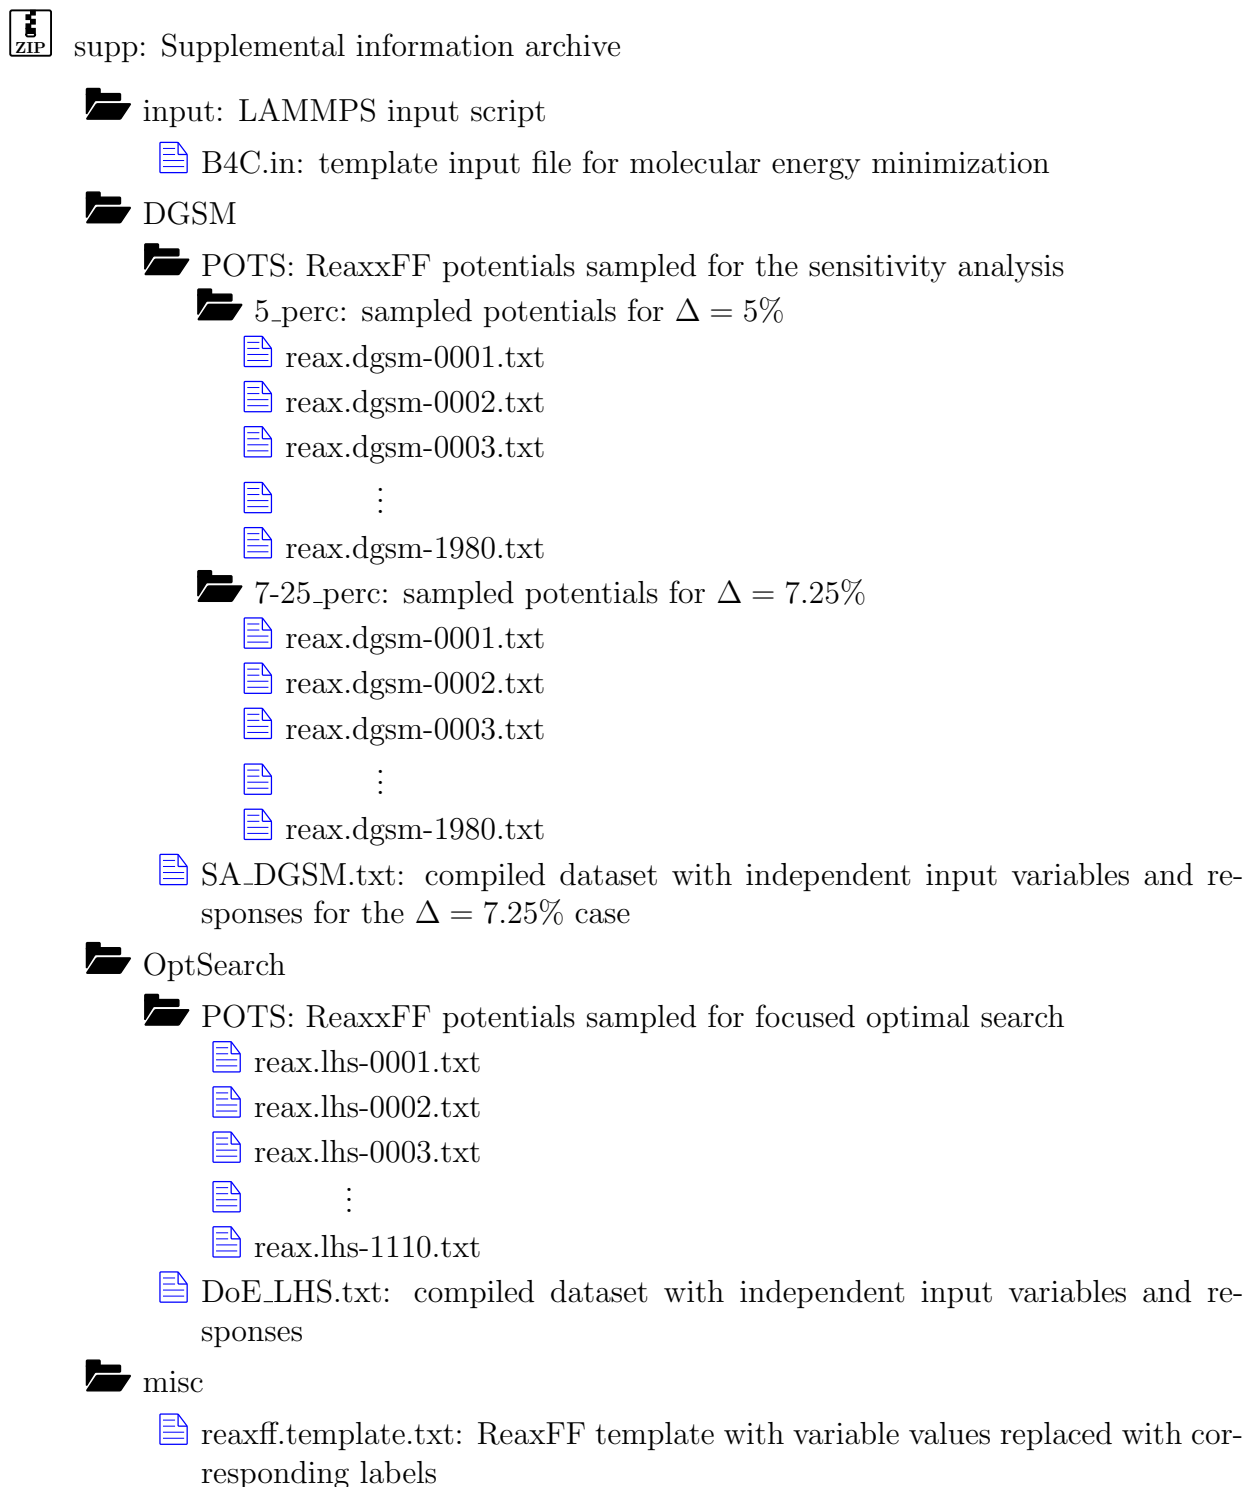 ZIP supp: Supplemental information archive
input: LAMMPS input script
B4C.in: template input file for molecular energy minimization
DGSM
POTS: ReaxxFF potentials sampled for the sensitivity analysis
5_perc: sampled potentials for Δ = 5%
reax.dgsm-0001.txt
reax.dgsm-0002.txt
reax.dgsm-0003.txt
⋮
reax.dgsm-1980.txt
7-25_perc: sampled potentials for Δ = 7.25%
reax.dgsm-0001.txt
reax.dgsm-0002.txt
reax.dgsm-0003.txt
⋮
reax.dgsm-1980.txt
SA_DGSM.txt: compiled dataset with independent input variables and re-
sponses for the Δ = 7.25% case
OptSearch
POTS: ReaxxFF potentials sampled for focused optimal search
reax.lhs-0001.txt
reax.lhs-0002.txt
reax.lhs-0003.txt
⋮
reax.lhs-1110.txt
DoE_LHS.txt: compiled dataset with independent input variables and re-
sponses
misc
reaxff.template.txt: ReaxFF template with variable values replaced with cor-
responding labels